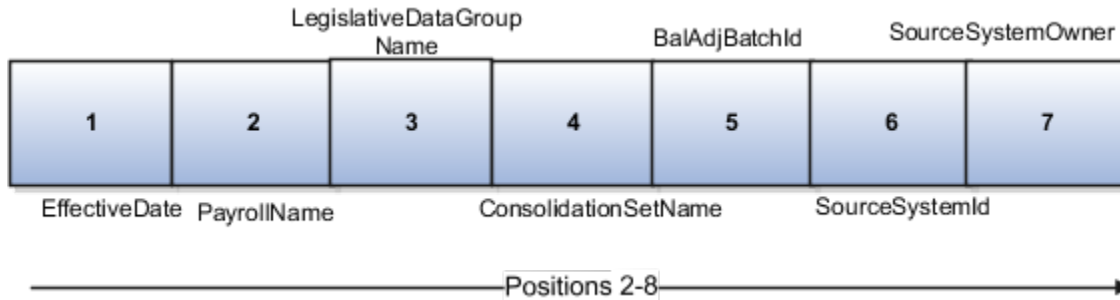 LegislativeDataGroup
Name
BalAdjBatchId
SourceSystemOwner
1
2
3
4
5
6
7
EffectiveDate
PayrollName
ConsolidationSetName
SourceSystemId
Positions 2-8